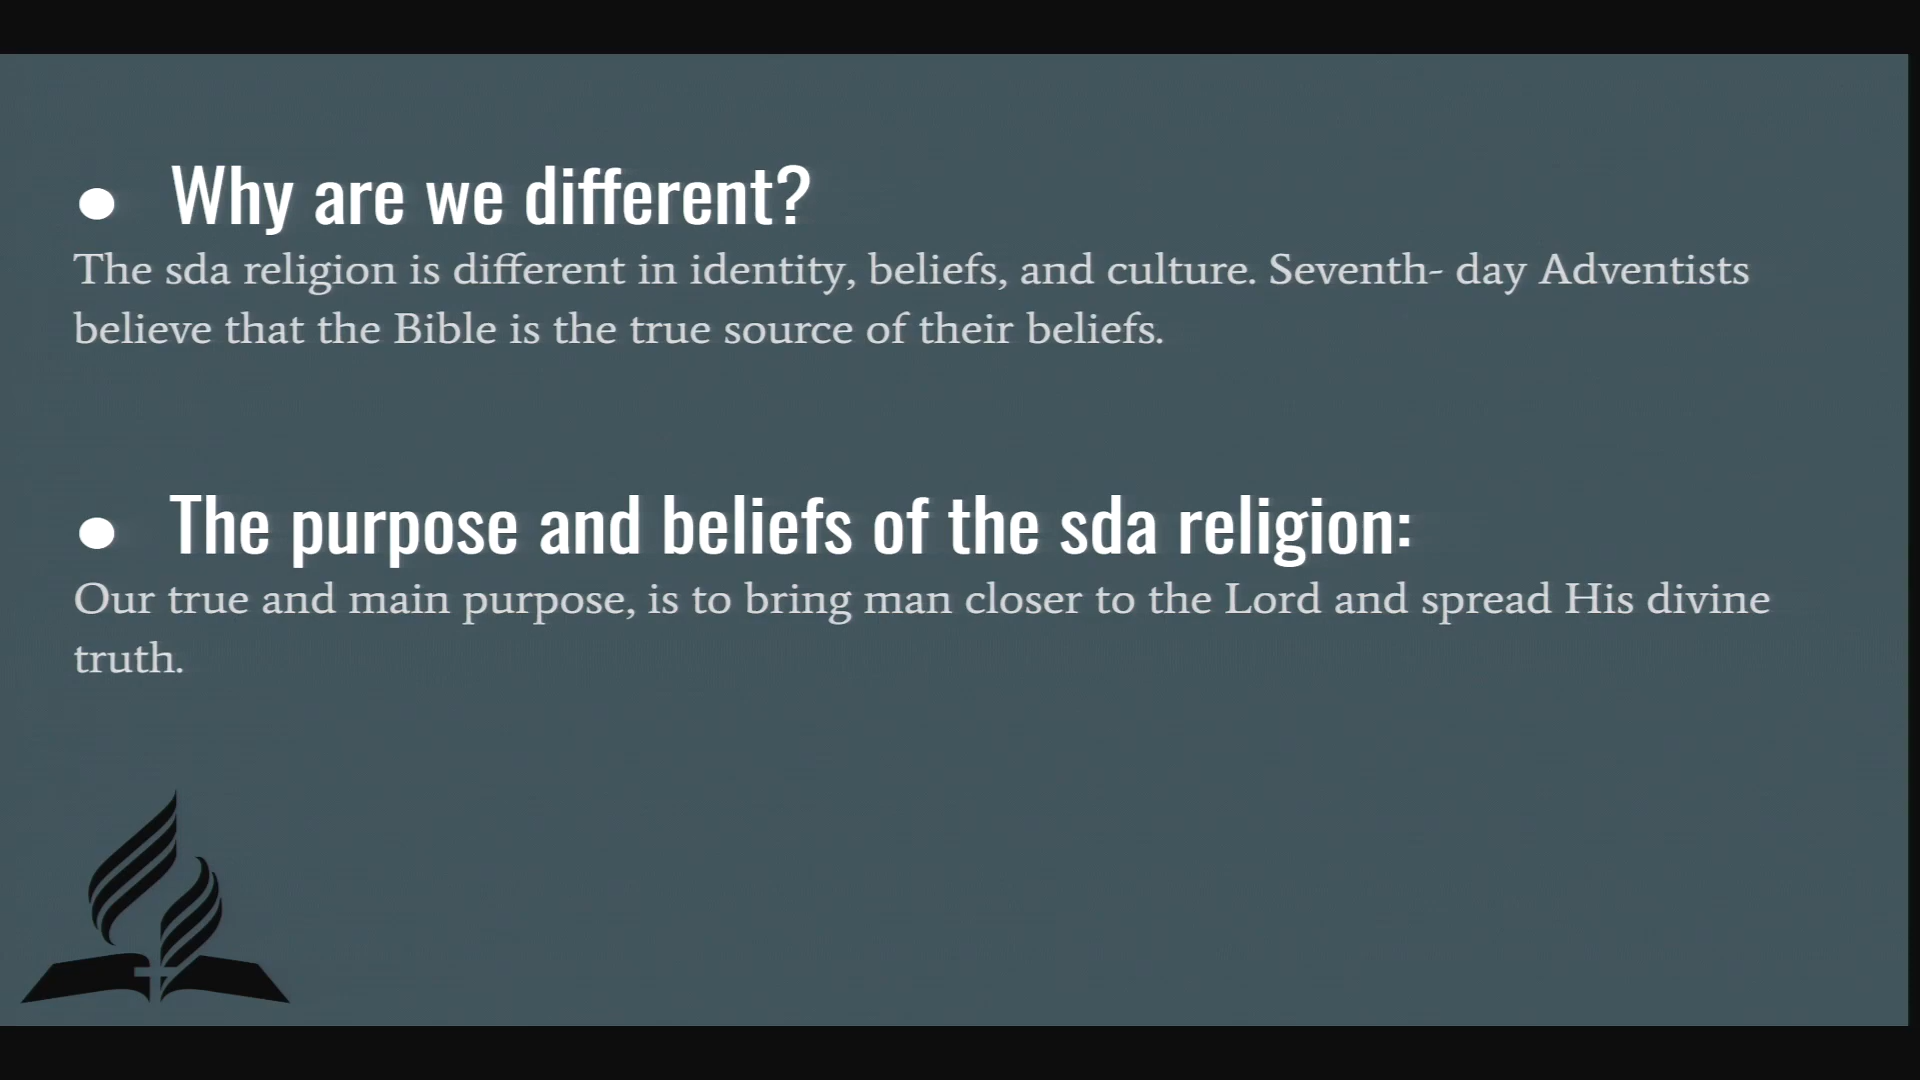 ● Why are we different?
The sda religion is different in identity, beliefs, and culture. Seventh- day Adventists
believe that the Bible is the true source of their beliefs.
● The purpose and beliefs of the sda religion:
Our true and main purpose, is to bring man closer to the Lord and spread His divine
truth.